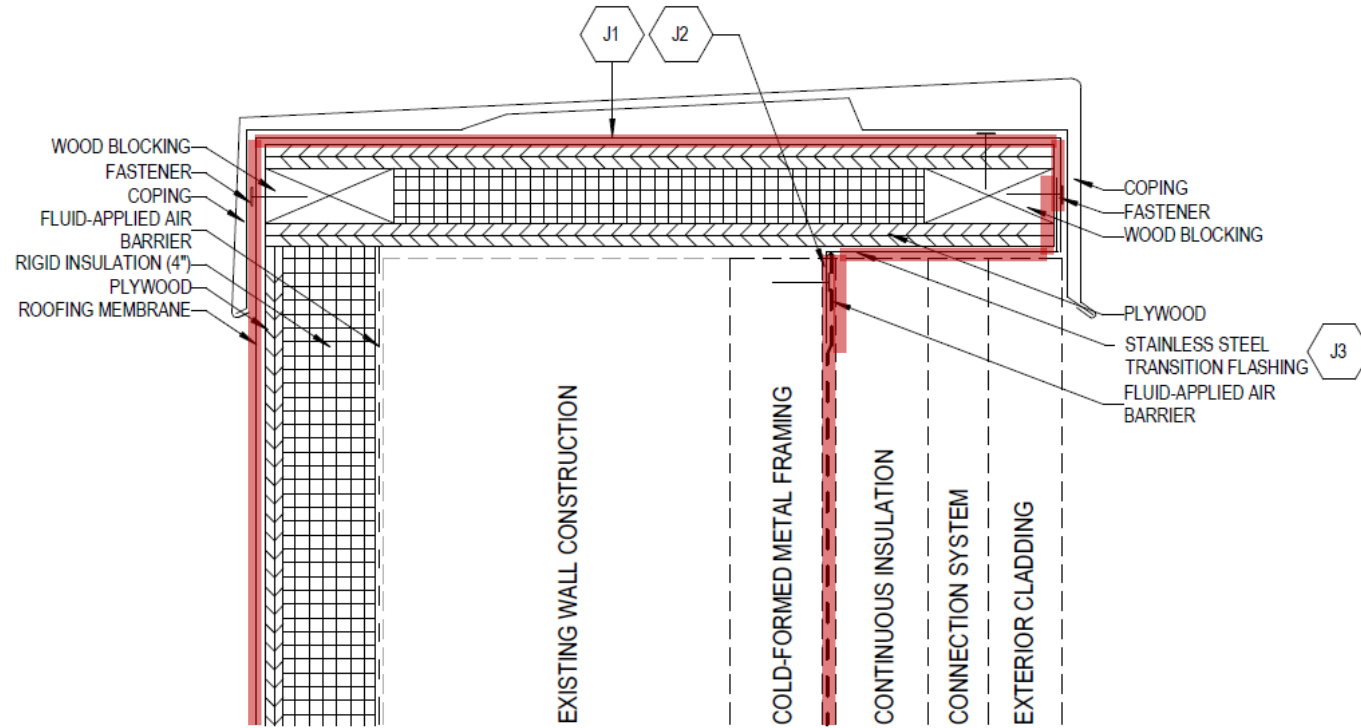 J1
J2
WOOD BLOCKING
FASTENER
COPING
FLUID-APPLIED AIR
BARRIER
RIGID INSULATION (4")
PLYWOOD
ROOFING MEMBRANE
COPING
FASTENER
WOOD BLOCKING
PLYWOOD
STAINLESS STEEL
TRANSITION FLASHING
J3
FLUID-APPLIED AIR
BARRIER
EXISTING WALL CONSTRUCTION
COLD-FORMED METAL FRAMING
CONTINUOUS INSULATION
CONNECTION SYSTEM
EXTERIOR CLADDING